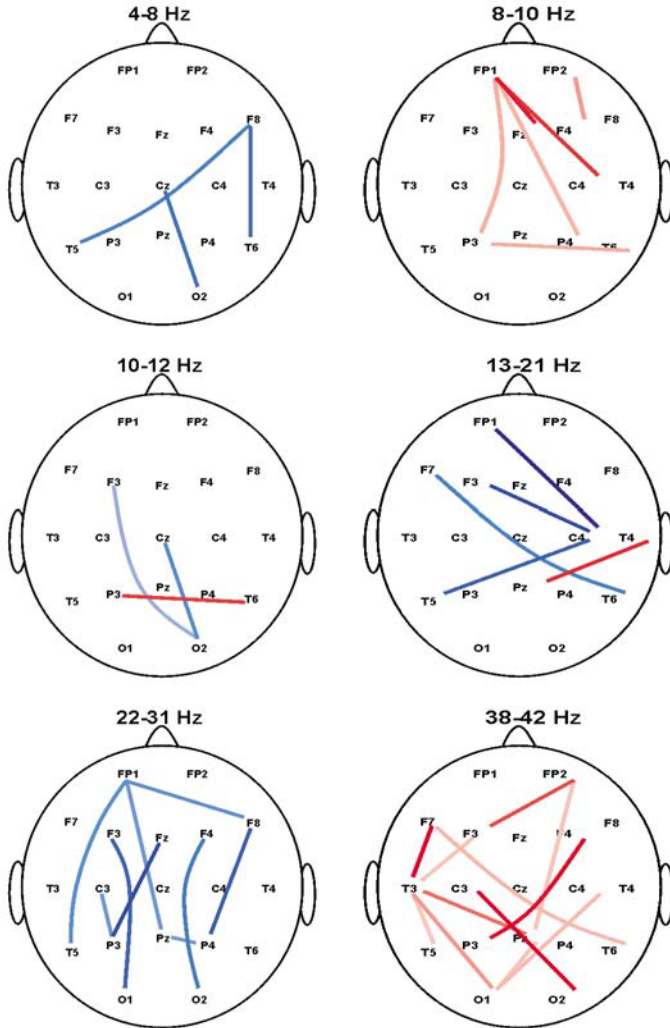 4-8 Hz 8-10 Hz
FP1 FP2 FP1 FP2
F7 F3 Fz F4 F8 F7 F3 Fz F4 F8
T3 C3 Cz C4 T4 T3 C3 Cz C4 T4
T5 P3 Pz P4 T6 T5 P3 Pz P4 T6
O1 O2 O1 O2
10-12 Hz 13-21 Hz
FP1 FP2 FP1 FP2
F7 F3 Fz F4 F8 F7 F3 Fz F4 F8
T3 C3 Cz C4 T4 T3 C3 Cz C4 T4
T5 P3 Pz P4 T6 T5 P3 Pz P4 T6
O1 O2 O1 O2
22-31 Hz 38-42 Hz
FP1 FP2 FP1 FP2
F7 F3 Fz F4 F8 F7 F3 Fz F4 F8
T3 C3 Cz C4 T4 T3 C3 Cz C4 T4
T5 P3 Pz P4 T6 T5 P3 Pz P4 T6
O1 O2 O1 O2